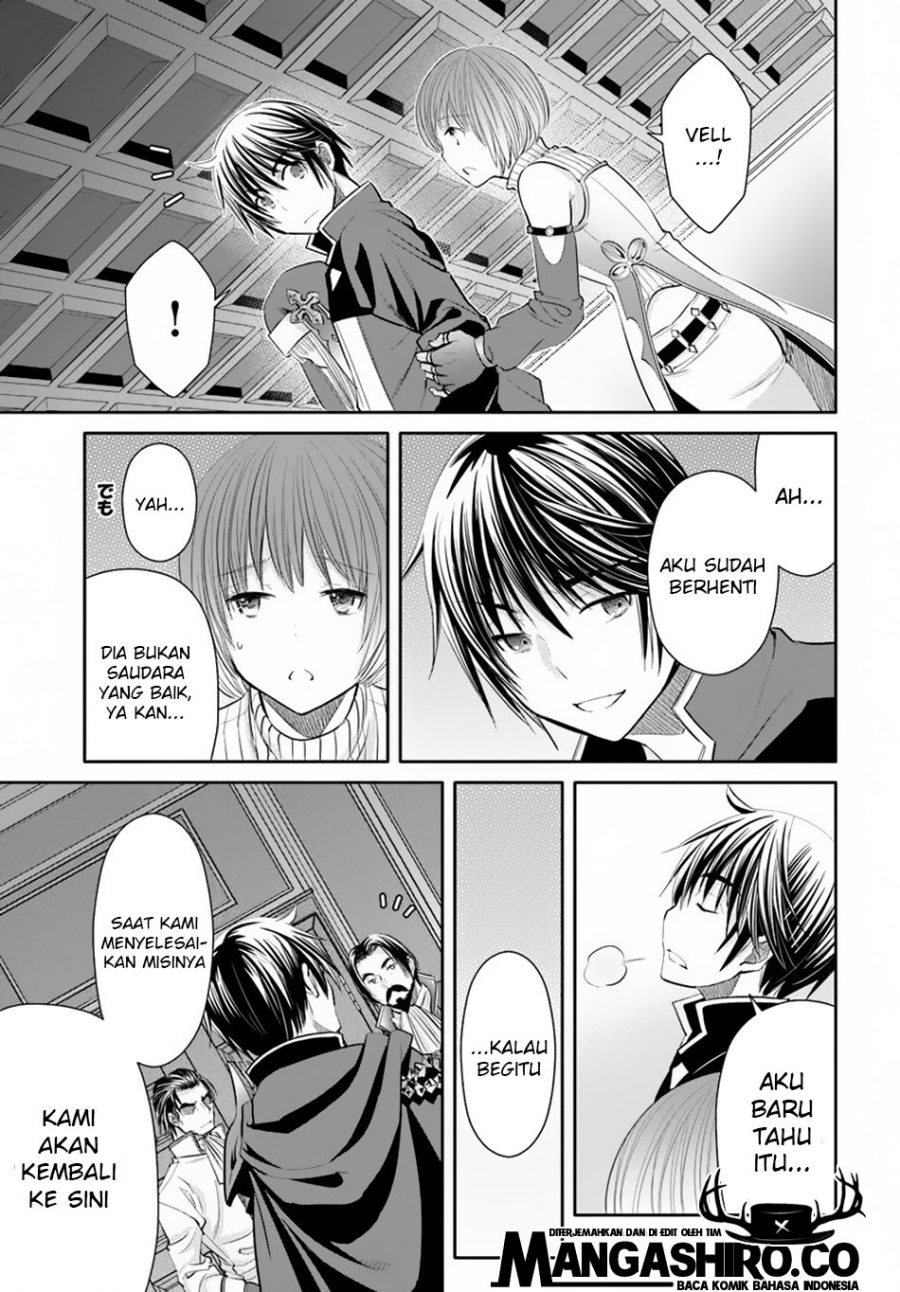 VELL
...!
!
AH...
AKU SUDAH
BERHENTI
YAH...
でも
DIA BUKAN
SAUDARA
YANG BAIK,
YA KAN...
AKU
BARU
TAHU
ITU...
...KALAU
BEGITU
SAAT KAMI
MENYELESAI-
KAN MISINYA
KAMI
AKAN
KEMBALI
KE SINI
DITERJEMAHKAN DAN DI EDIT OLEH TIM
MANGASHIRO.CO
BACA KOMIK BAHASA INDONESIA